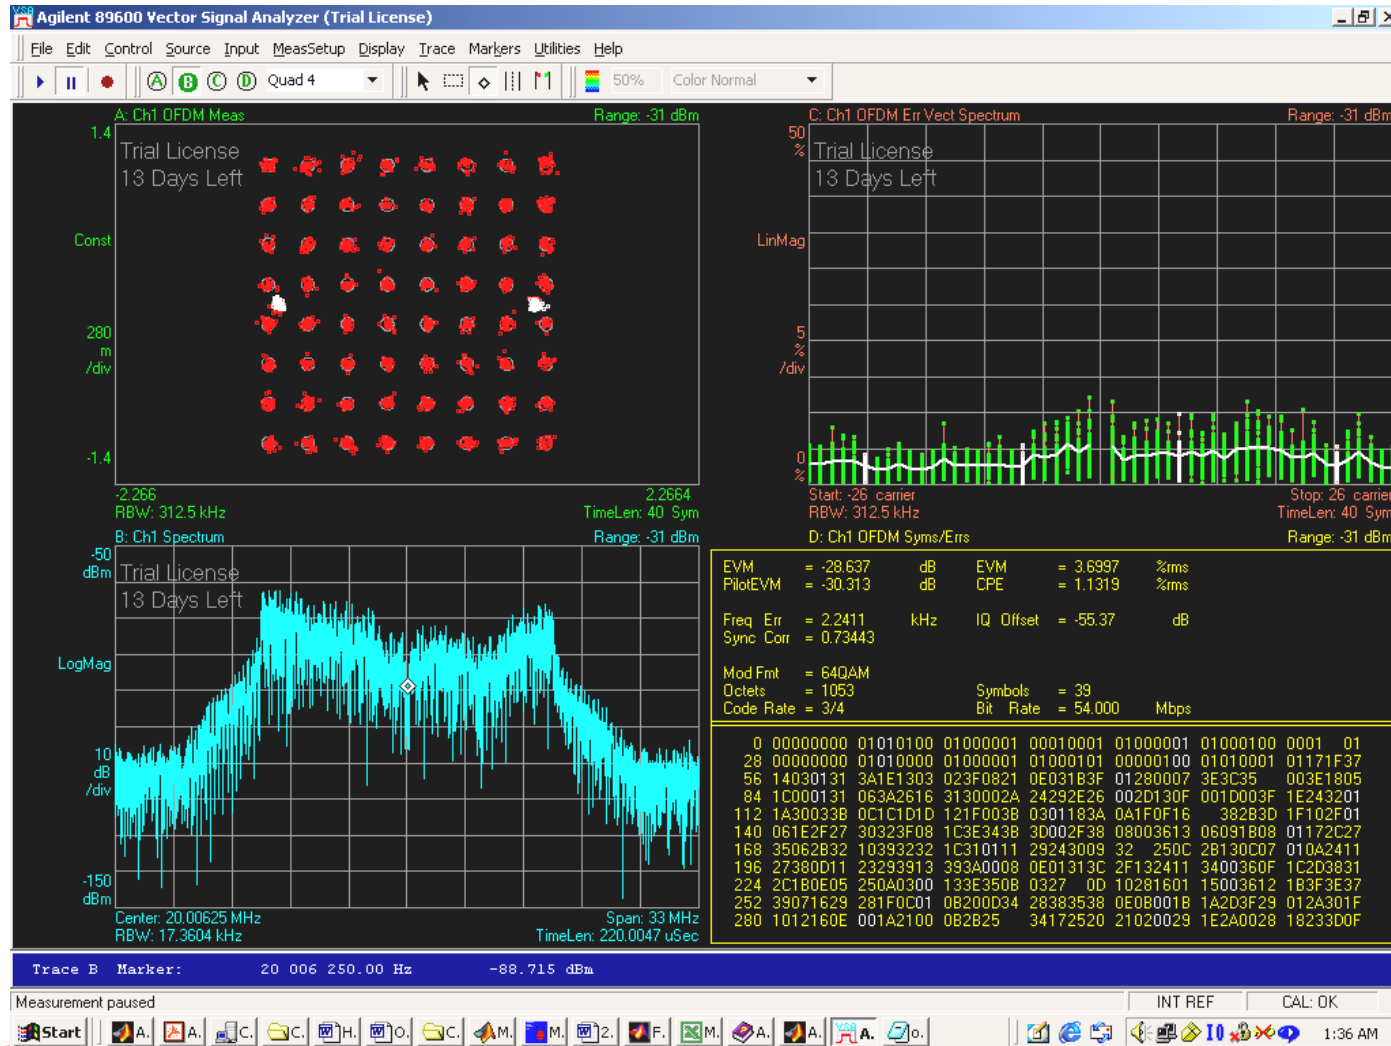 Agilent 89600 Vector Signal Analyzer (Trial License)
File Edit Control Source Input MeasSetup Display Trace Markers Utilities Help
A B C D Quad 4 50% Color Normal
A: Ch1 OFDM Meas Range: -31 dBm
1.4
Trial License
13 Days Left
Const
280
m
/div
-1.4
-2.266 2.2664
RBW: 312.5 kHz TimeLen: 40 Sym
C: Ch1 OFDM Err Vect Spectrum Range: -31 dBm
50
%
Trial License
13 Days Left
LinMag
5
%
/div
0
%
Start: -26 carrier Stop: 26 carrier
RBW: 312.5 kHz TimeLen: 40 Sym
B: Ch1 Spectrum Range: -31 dBm
-50
dBm
Trial License
13 Days Left
LogMag
10
dB
/div
-150
dBm
Center: 20.00625 MHz Span: 33 MHz
RBW: 17.3604 kHz TimeLen: 220.0047 uSec
D: Ch1 OFDM Syms/Errs Range: -31 dBm
EVM = -28.637 dB EVM = 3.6997 %rms
PilotEVM = -30.313 dB CPE = 1.1319 %rms
Freq Err = 2.2411 kHz IQ Offset = -55.37 dB
Sync Corr = 0.73443
Mod Fmt = 64QAM
Octets = 1053 Symbols = 39
Code Rate = 3/4 Bit Rate = 54.000 Mbps
0 00000000 01010100 01000001 00010001 01000001 01000100 0001 01
28 00000000 01010000 01000001 01000101 00000100 01010001 01171F37
56 14030131 3A1E1303 023F0821 0E031B3F 01280007 3E3C35 003E1805
84 1C000131 063A2616 3130002A 24292E26 002D130F 001D003F 1E243201
112 1A30033B 0C1C1D1D 121F003B 0301183A 0A1F0F16 382B3D 1F102F01
140 061E2F27 30323F08 1C3E343B 3D002F38 08003613 06091B08 01172C27
168 35062B32 10393232 1C310111 29243009 32 250C 2B130C07 010A2411
196 27380D11 23293913 393A0008 0E01313C 2F132411 3400360F 1C2D3831
224 2C1B0E05 250A0300 133E350B 0327 0D 10281601 15003612 1B3F3E37
252 39071629 281F0C01 0B200D34 28383538 0E0B001B 1A2D3F29 012A301F
280 1012160E 001A2100 0B2B25 34172520 21020029 1E2A0028 18233D0F
Trace B Marker: 20 006 250.00 Hz -88.715 dBm
Measurement paused INT REF CAL: OK
Start A. A. C. C. H. O. C. M. M. 2. F. M. A. A. A. o. 1:36 AM